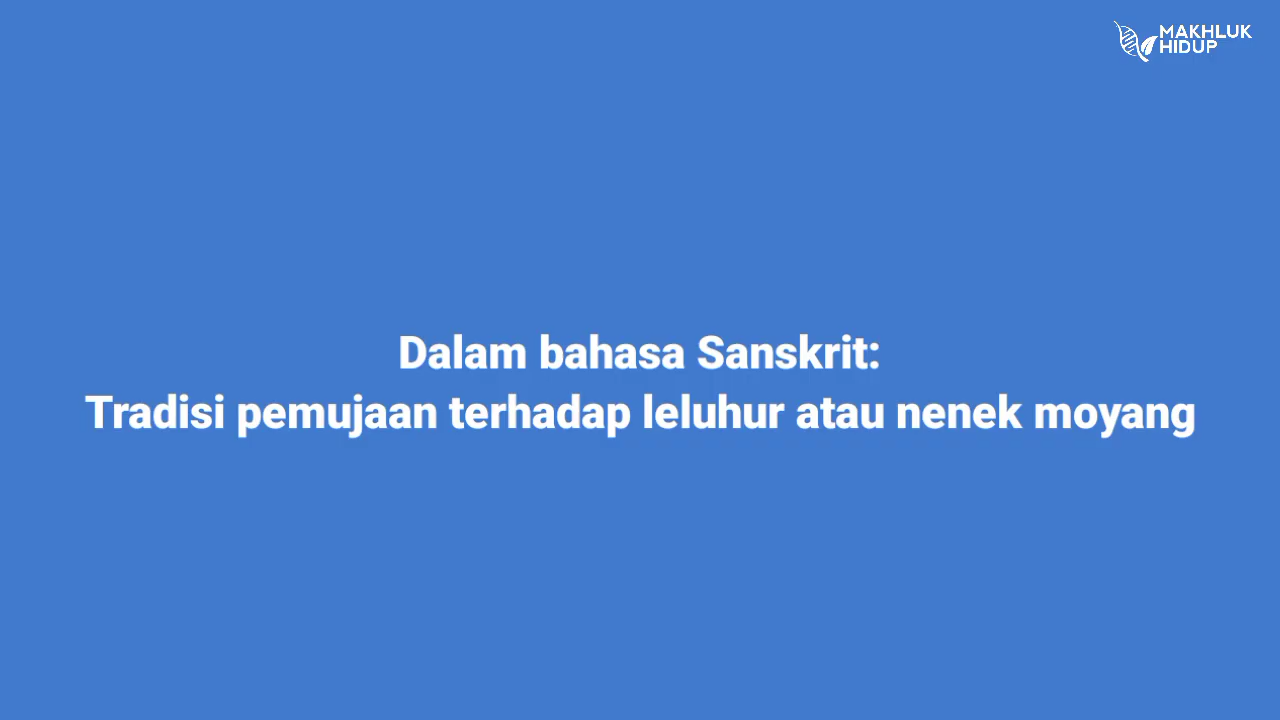 MAKHLUK
HIDUP
Dalam bahasa Sanskrit:
Tradisi pemujaan terhadap leluhur atau nenek moyang